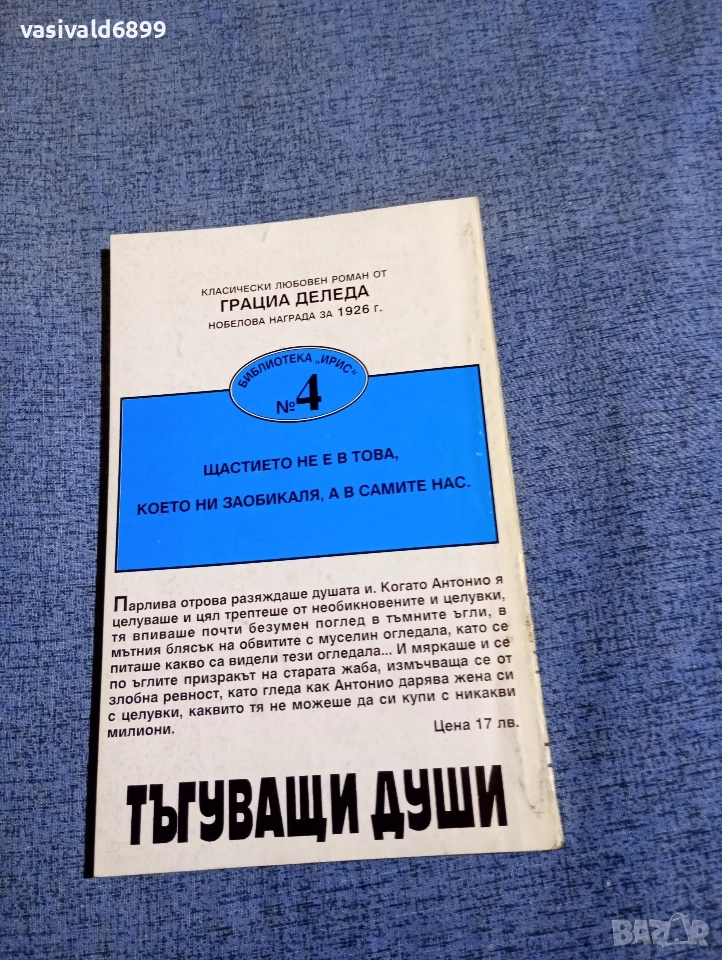 vasivald6899
КЛАСИЧЕСКИ ЛЮБОВЕН РОМАН ОТ
ГРАЦИА ДЕЛЕДА
НОБЕЛОВА НАГРАДА ЗА 1926 г.
БИБЛИОТЕКА „ИРИС“
№4
ЩАСТИЕТО НЕ Е В ТОВА,
КОЕТО НИ ЗАОБИКАЛЯ, А В САМИТЕ НАС.
Парлива отрова разяждаше душата и. Когато Антонио я
целуваше и цял трептеше от необикновените и целувки,
тя впиваше почти безумен поглед в тъмните ъгли, в
мътния блясък на обвитите с муселин огледала, като се
питаше какво са видели тези огледала... И мяркаше и се
по ъглите призракът на старата жаба, измъчваща се от
злобна ревност, като гледа как Антонио дарява жена си
с целувки, каквито тя не можеше да си купи с никакви
милиони.
Цена 17 лв.
ТЪГУВАЩИ ДУШИ
BAZAR